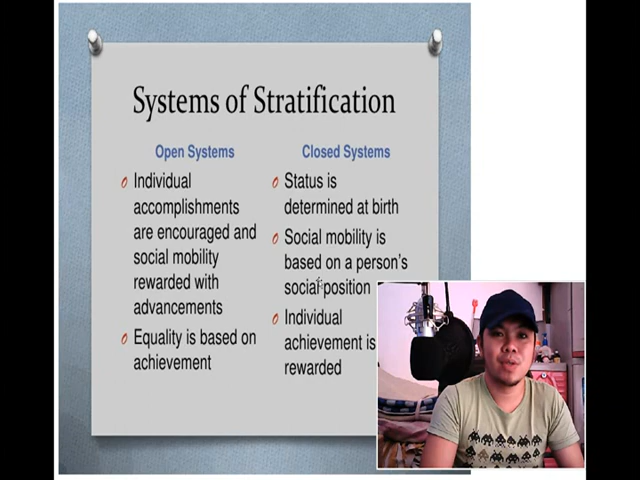 Systems of Stratification
Open Systems
Individual
accomplishments
are encouraged and
social mobility
rewarded with
advancements
Equality is based on
achievement
Closed Systems
Status is
determined at birth
Social mobility is
based on a person's
social position
Individual
achievement is
rewarded